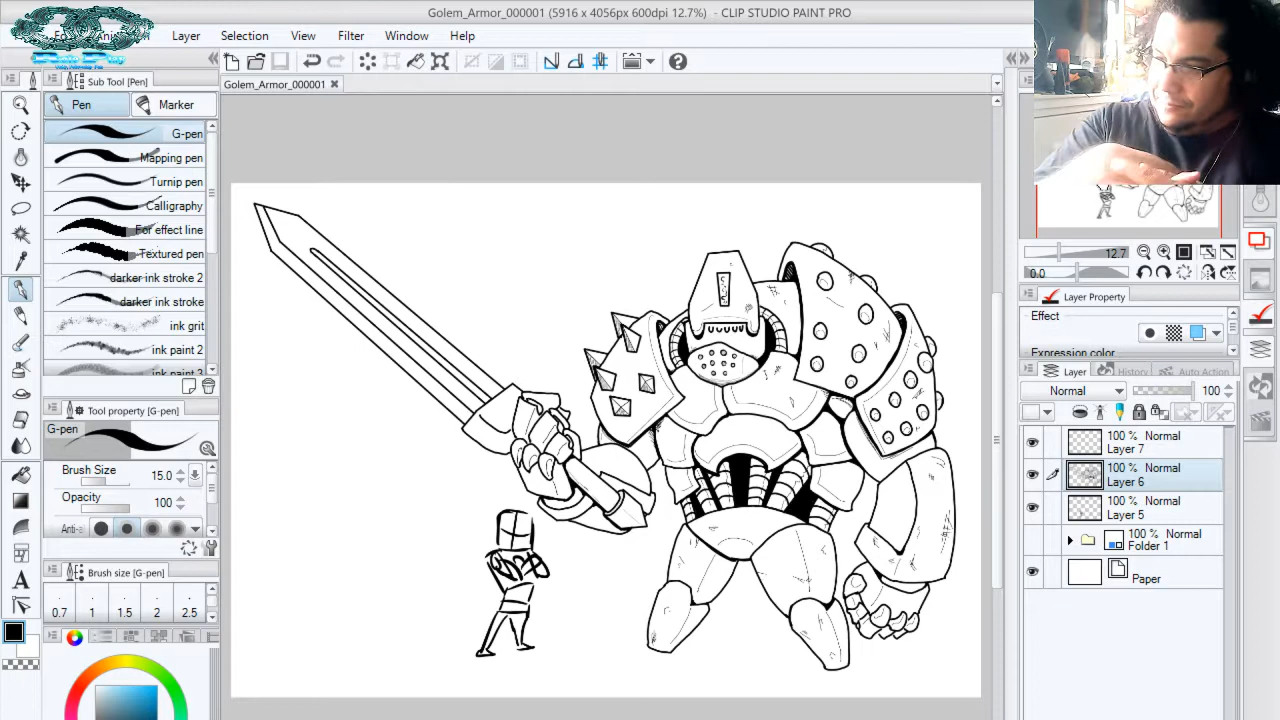 Golem_Armor_000001 (5916 x 4056px 600dpi 12.7%) - CLIP STUDIO PAINT PRO
Layer Selection View Filter Window Help
Sub Tool [Pen]
Golem_Armor_000001
Pen Marker
G-pen
Mapping pen
Turnip pen
Calligraphy
For effect line
Textured pen
darker ink stroke 2
darker ink stroke
ink grit
ink paint 2
ink paint 3
Tool property [G-pen]
G-pen
Brush Size 15.0
Opacity 100
Anti-a
Brush size [G-pen]
0.7 1 1.5 2 2.5
12.7
0.0
Layer Property
Effect
Expression color
Layer History Auto Action
Normal 100
100 % Normal
Layer 7
100 % Normal
Layer 6
100 % Normal
Layer 5
100 % Normal
Folder 1
Paper